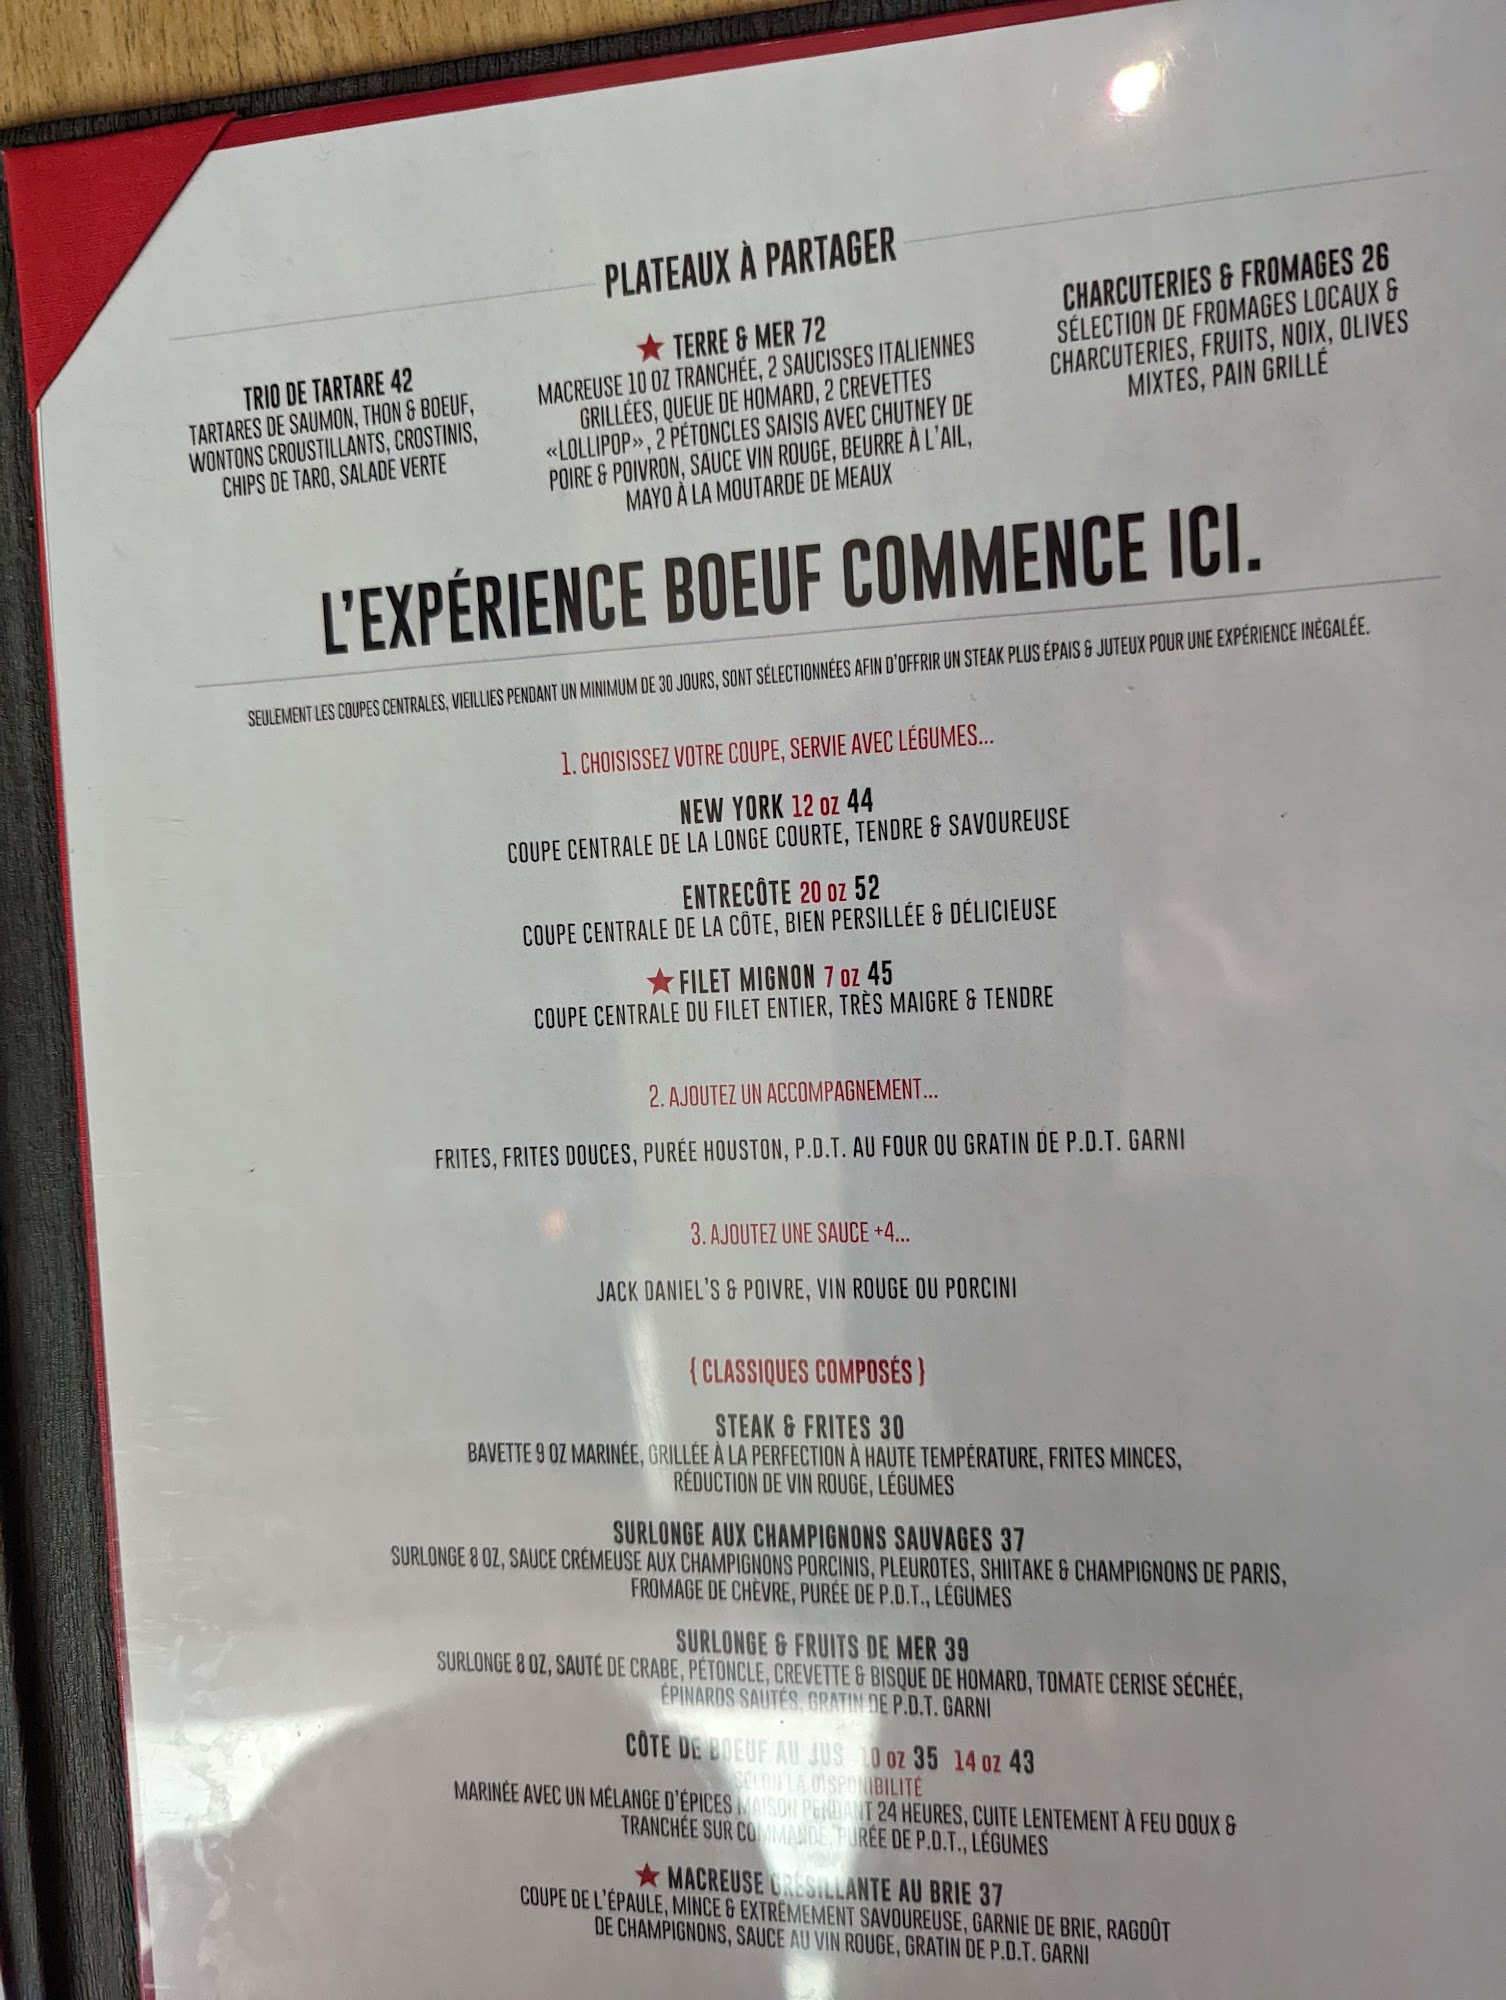 PLATEAUX À PARTAGER
TRIO DE TARTARE 42
TARTARES DE SAUMON, THON & BOEUF,
WONTONS CROUSTILLANTS, CROSTINIS,
CHIPS DE TARO, SALADE VERTE
★ TERRE & MER 72
MACREUSE 10 OZ TRANCHÉE, 2 SAUCISSES ITALIENNES
GRILLÉES, QUEUE DE HOMARD, 2 CREVETTES
«LOLLIPOP», 2 PÉTONCLES SAISIS AVEC CHUTNEY DE
POIRE & POIVRON, SAUCE VIN ROUGE, BEURRE À L'AIL,
MAYO À LA MOUTARDE DE MEAUX
CHARCUTERIES & FROMAGES 26
SÉLECTION DE FROMAGES LOCAUX &
CHARCUTERIES, FRUITS, NOIX, OLIVES
MIXTES, PAIN GRILLÉ
L'EXPÉRIENCE BOEUF COMMENCE ICI.
SEULEMENT LES COUPES CENTRALES, VIEILLIES PENDANT UN MINIMUM DE 30 JOURS, SONT SÉLECTIONNÉES AFIN D'OFFRIR UN STEAK PLUS ÉPAIS & JUTEUX POUR UNE EXPÉRIENCE INÉGALÉE.
1. CHOISISSEZ VOTRE COUPE, SERVIE AVEC LÉGUMES...
NEW YORK 12 OZ 44
COUPE CENTRALE DE LA LONGE COURTE, TENDRE & SAVOUREUSE
ENTRECÔTE 20 OZ 52
COUPE CENTRALE DE LA CÔTE, BIEN PERSILLÉE & DÉLICIEUSE
★ FILET MIGNON 7 OZ 45
COUPE CENTRALE DU FILET ENTIER, TRÈS MAIGRE & TENDRE
2. AJOUTEZ UN ACCOMPAGNEMENT...
FRITES, FRITES DOUCES, PURÉE HOUSTON, P.D.T. AU FOUR OU GRATIN DE P.D.T. GARNI
3. AJOUTEZ UNE SAUCE +4...
JACK DANIEL'S & POIVRE, VIN ROUGE OU PORCINI
{ CLASSIQUES COMPOSÉS }
STEAK & FRITES 30
BAVETTE 9 OZ MARINÉE, GRILLÉE À LA PERFECTION À HAUTE TEMPÉRATURE, FRITES MINCES,
RÉDUCTION DE VIN ROUGE, LÉGUMES
SURLONGE AUX CHAMPIGNONS SAUVAGES 37
SURLONGE 8 OZ, SAUCE CRÉMEUSE AUX CHAMPIGNONS PORCINIS, PLEUROTES, SHIITAKE & CHAMPIGNONS DE PARIS,
FROMAGE DE CHÈVRE, PURÉE DE P.D.T., LÉGUMES
SURLONGE & FRUITS DE MER 39
SURLONGE 8 OZ, SAUTÉ DE CRABE, PÉTONCLE, CREVETTE & BISQUE DE HOMARD, TOMATE CERISE SÉCHÉE,
ÉPINARDS SAUTÉS, GRATIN DE P.D.T. GARNI
CÔTE DE BOEUF AU JUS 10 OZ 35 14 OZ 43
SELON LA DISPONIBILITÉ
MARINÉE AVEC UN MÉLANGE D'ÉPICES MAISON PENDANT 24 HEURES, CUITE LENTEMENT À FEU DOUX &
TRANCHÉE SUR COMMANDE, PURÉE DE P.D.T., LÉGUMES
★ MACREUSE GRÉSILLANTE AU BRIE 37
COUPE DE L'ÉPAULE, MINCE & EXTRÊMEMENT SAVOUREUSE, GARNIE DE BRIE, RAGOÛT
DE CHAMPIGNONS, SAUCE AU VIN ROUGE, GRATIN DE P.D.T. GARNI